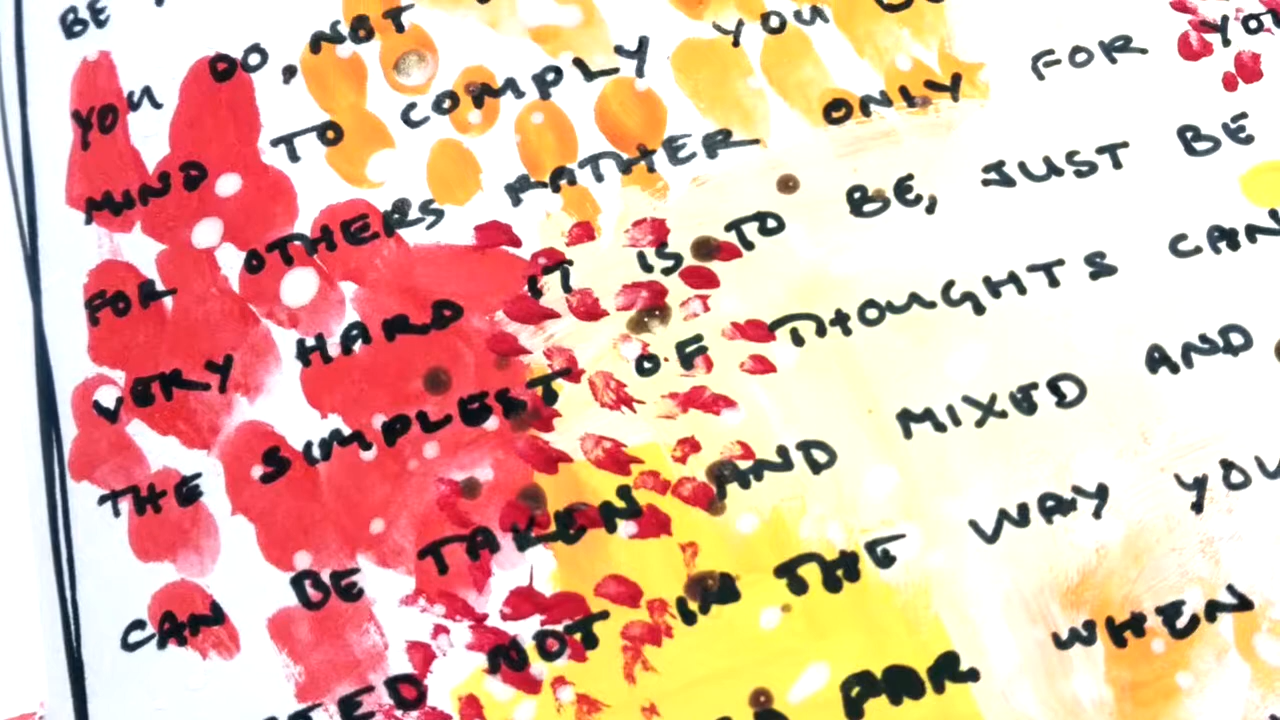 BE
YOU DO, NOT
MIND TO COMPLY YOU
FOR OTHERS RATHER ONLY FOR YOU
VERY HARD IT IS TO BE, JUST BE
THE SIMPLEST OF THOUGHTS CAN
CAN BE TAKEN AND MIXED AND
NOT IN THE WAY YOU
PAR WHEN